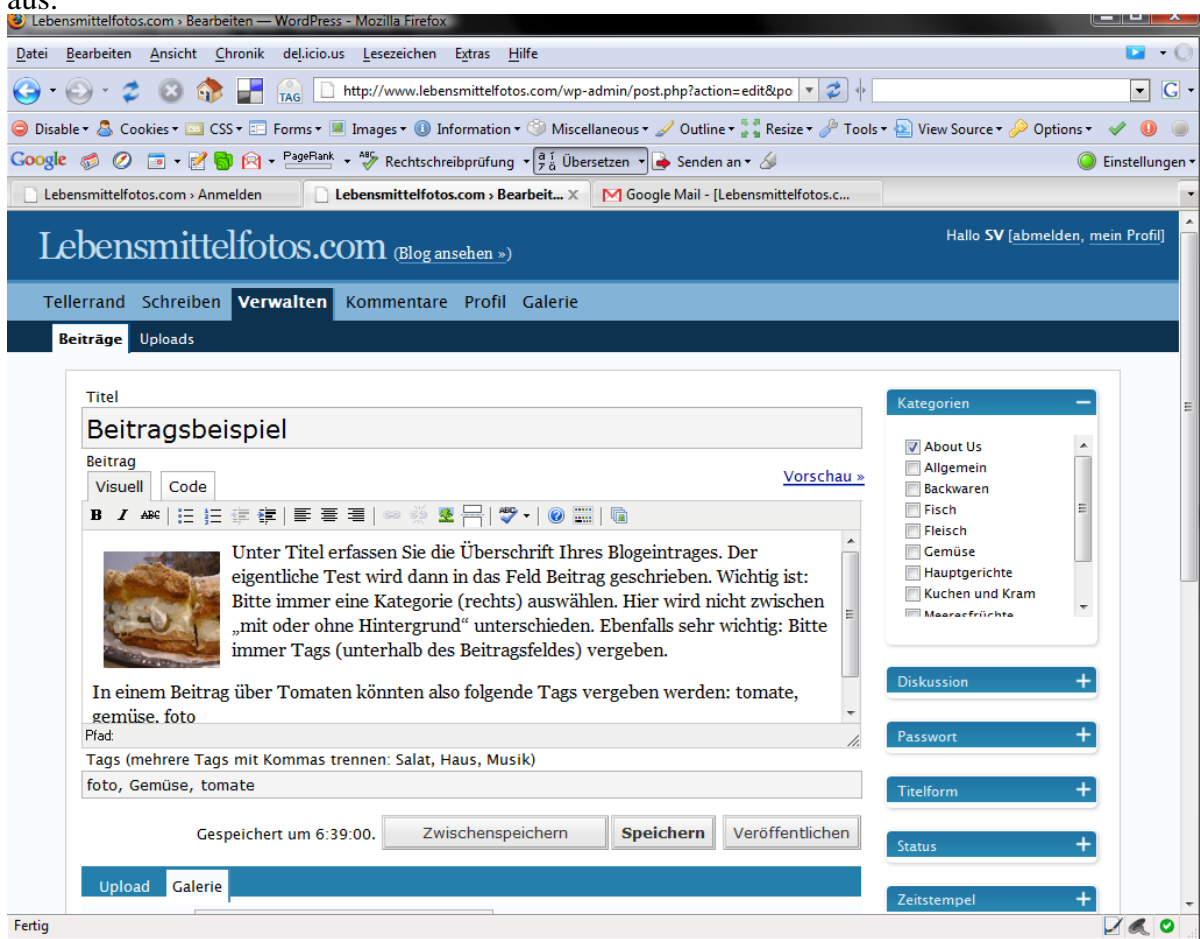 aus:
Lebensmittelfotos.com › Bearbeiten — WordPress - Mozilla Firefox
Datei Bearbeiten Ansicht Chronik del.icio.us Lesezeichen Extras Hilfe
TAG http://www.lebensmittelfotos.com/wp-admin/post.php?action=edit&po G
Disable Cookies CSS Forms Images Information Miscellaneous Outline Resize Tools View Source Options
Google PageRank Rechtschreibprüfung Übersetzen Senden an Einstellungen
Lebensmittelfotos.com › Anmelden Lebensmittelfotos.com › Bearbeit... X Google Mail - [Lebensmittelfotos.c...
Lebensmittelfotos.com (Blog ansehen »)
Hallo SV [abmelden, mein Profil]
Tellerrand Schreiben Verwalten Kommentare Profil Galerie
Beiträge Uploads
Titel
Beitragsbeispiel
Beitrag
Visuell Code
Vorschau »
B I ABC ABC
Unter Titel erfassen Sie die Überschrift Ihres Blogeintrages. Der
eigentliche Test wird dann in das Feld Beitrag geschrieben. Wichtig ist:
Bitte immer eine Kategorie (rechts) auswählen. Hier wird nicht zwischen
„mit oder ohne Hintergrund“ unterschieden. Ebenfalls sehr wichtig: Bitte
immer Tags (unterhalb des Beitragsfeldes) vergeben.
In einem Beitrag über Tomaten könnten also folgende Tags vergeben werden: tomate,
gemüse, foto
Pfad:
Tags (mehrere Tags mit Kommas trennen: Salat, Haus, Musik)
foto, Gemüse, tomate
Gespeichert um 6:39:00. Zwischenspeichern Speichern Veröffentlichen
Upload Galerie
Kategorien
About Us
Allgemein
Backwaren
Fisch
Fleisch
Gemüse
Hauptgerichte
Kuchen und Kram
Meeresfrüchte
Diskussion
Passwort
Titelform
Status
Zeitstempel
Fertig